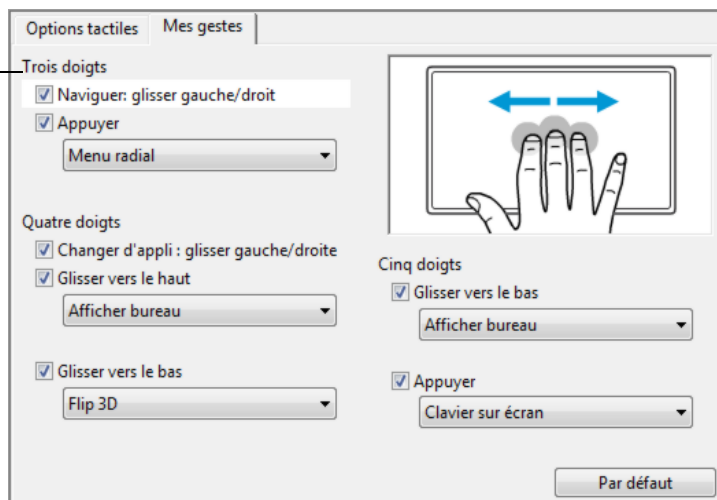 Options tactiles
Mes gestes
Trois doigts
Naviguer: glisser gauche/droit
Appuyer
Menu radial
Quatre doigts
Changer d'appli : glisser gauche/droite
Glisser vers le haut
Afficher bureau
Glisser vers le bas
Flip 3D
Cinq doigts
Glisser vers le bas
Afficher bureau
Appuyer
Clavier sur écran
Par défaut